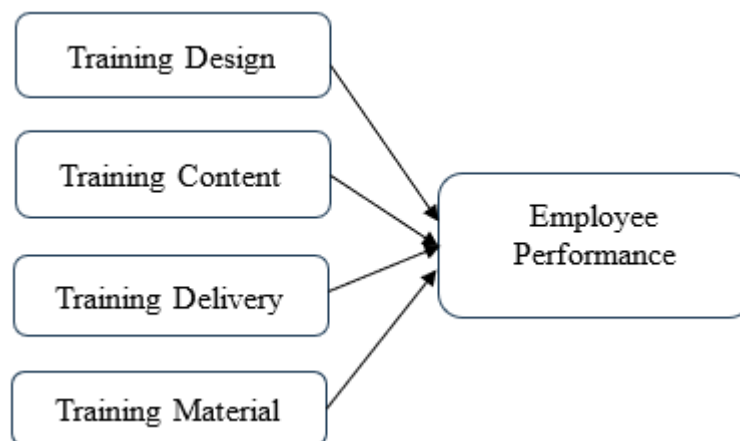 Training Design
Training Content
Training Delivery
Training Material
Employee
Performance